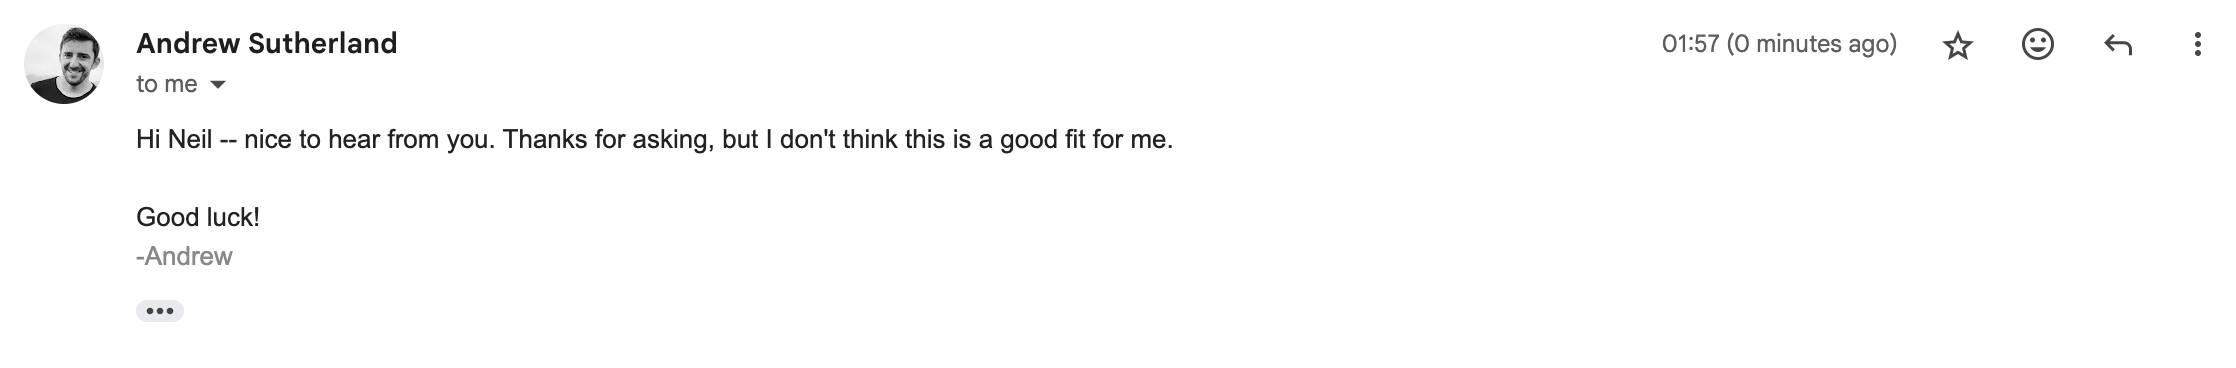 Andrew Sutherland
01:57 (0 minutes ago)
to me
Hi Neil -- nice to hear from you. Thanks for asking, but I don't think this is a good fit for me.
Good luck!
-Andrew